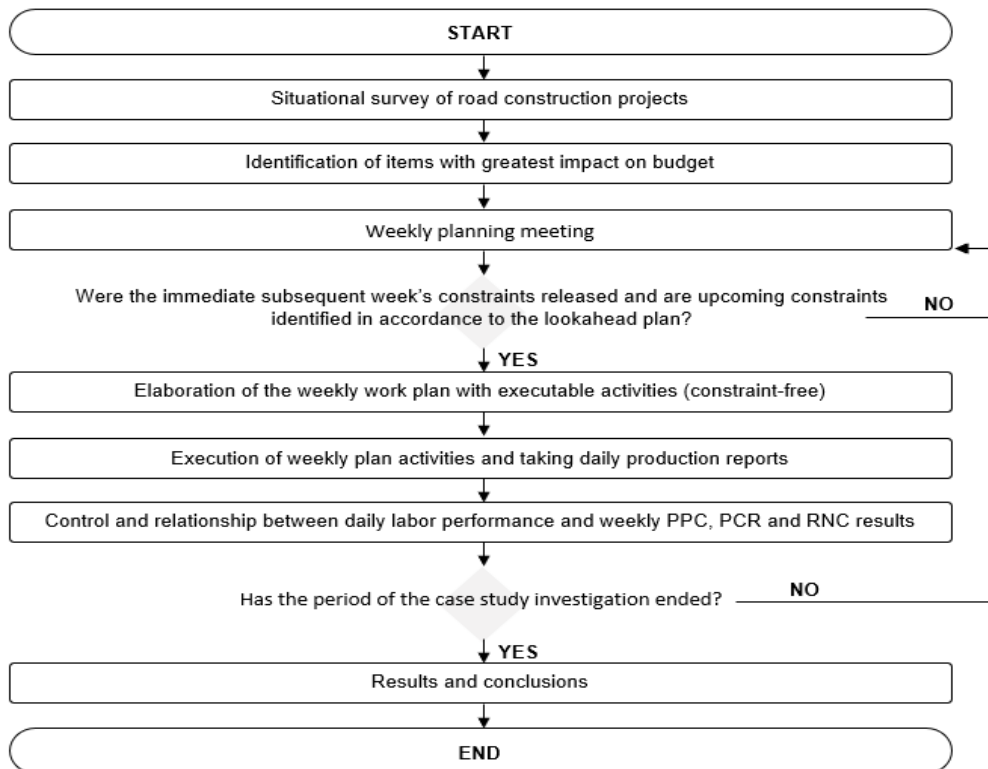 START
Situational survey of road construction projects
Identification of items with greatest impact on budget
Weekly planning meeting
Were the immediate subsequent week's constraints released and are upcoming constraints
identified in accordance to the lookahead plan?
NO
YES
Elaboration of the weekly work plan with executable activities (constraint-free)
Execution of weekly plan activities and taking daily production reports
Control and relationship between daily labor performance and weekly PPC, PCR and RNC results
Has the period of the case study investigation ended?
NO
YES
Results and conclusions
END